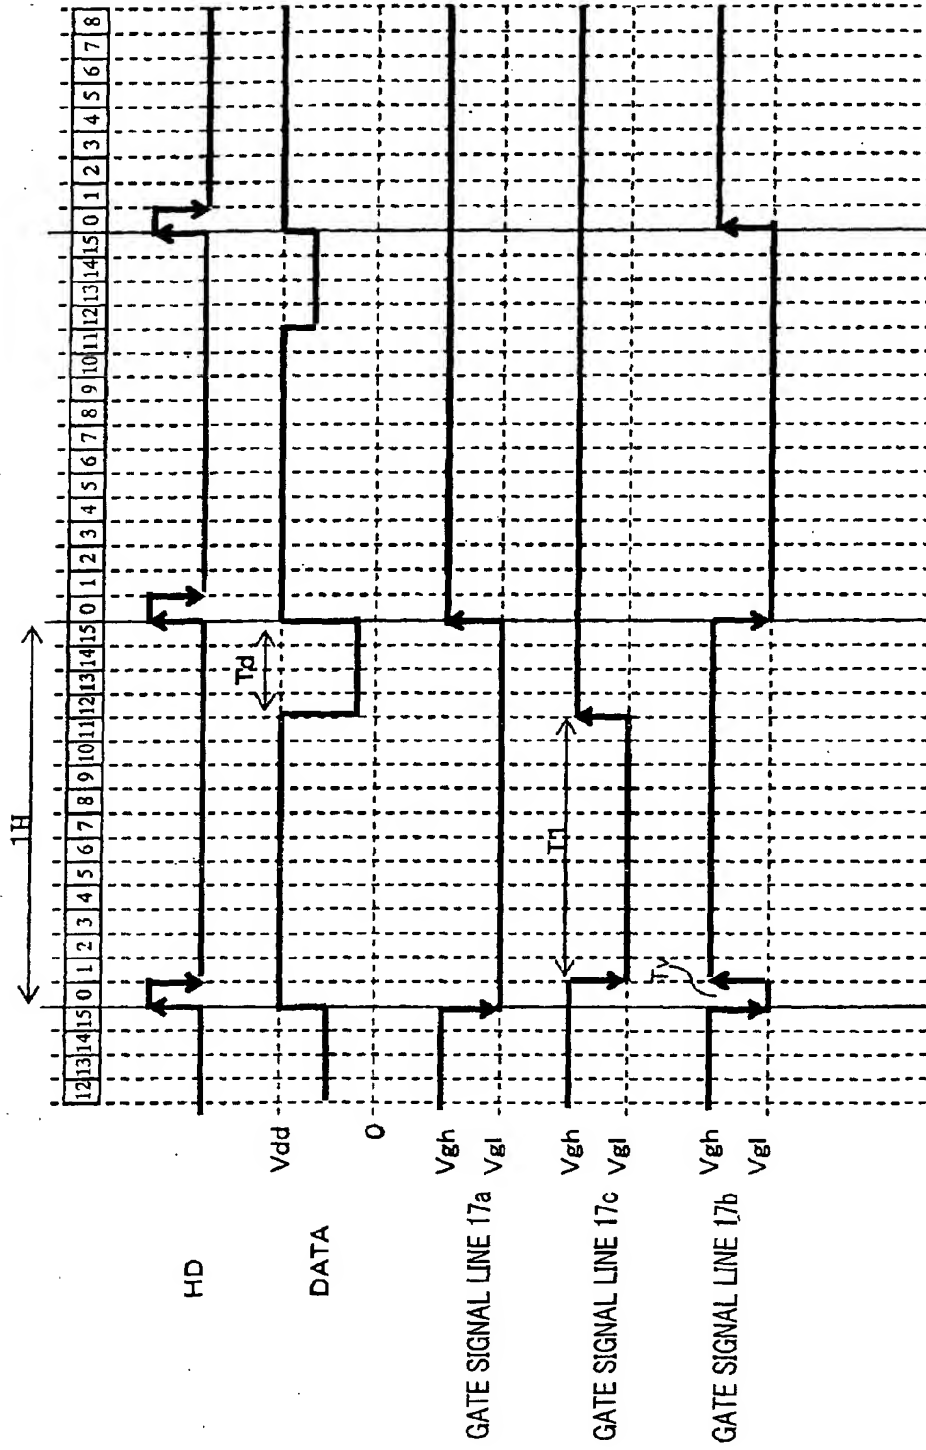 1H
12 13 14 15 0 1 2 3 4 5 6 7 8 9 10 11 12 13 14 15 0 1 2 3 4 5 6 7 8 9 10 11 12 13 14 15 0 1 2 3 4 5 6 7 8
HD
DATA
Vdd
Td
0
GATE SIGNAL LINE 17a
Vgh
Vgl
GATE SIGNAL LINE 17c
Vgh
Vgl
T1
GATE SIGNAL LINE 17b
Vgh
Vgl
Ty